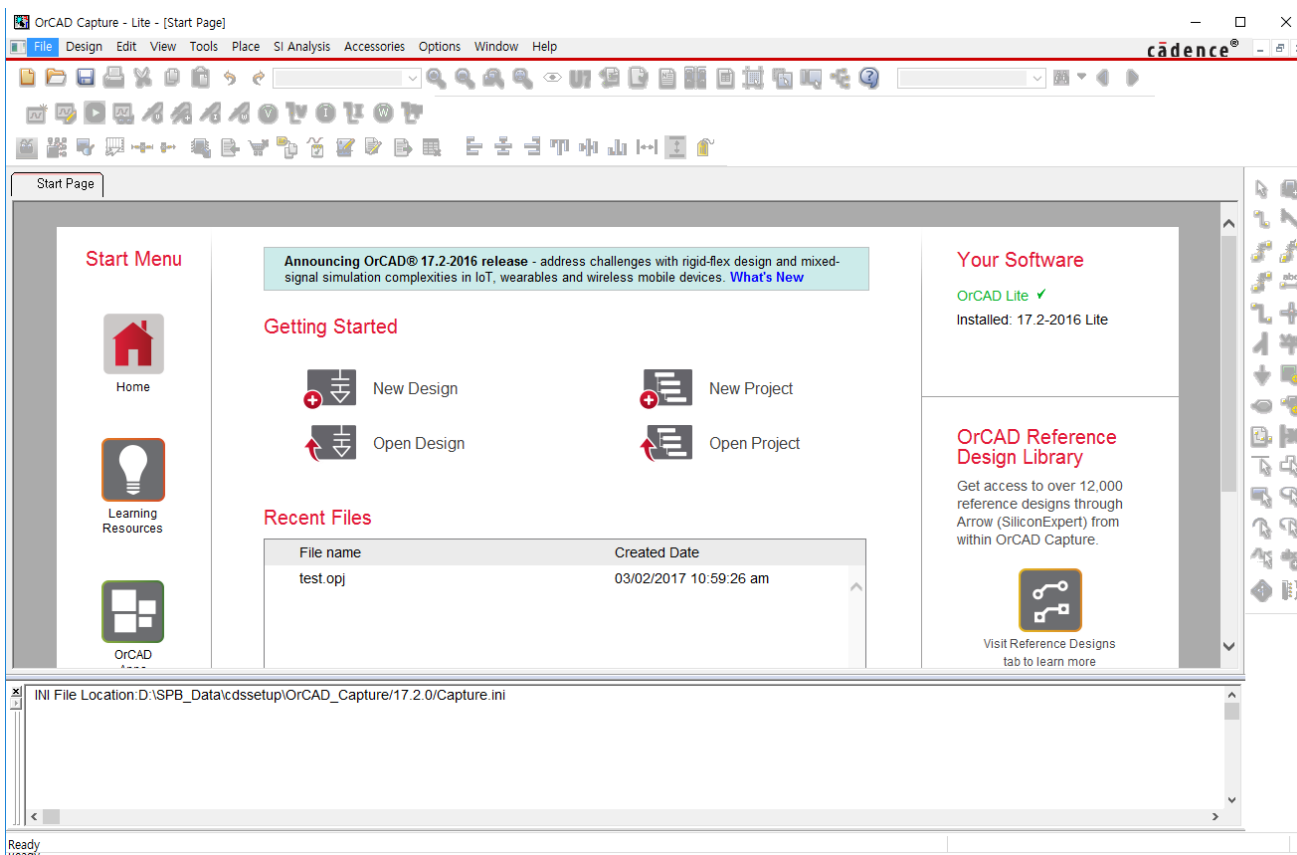 OrCAD Capture - Lite - [Start Page]
File Design Edit View Tools Place SI Analysis Accessories Options Window Help
cādence®
Start Page
Start Menu
Home
Learning
Resources
OrCAD
Announcing OrCAD® 17.2-2016 release - address challenges with rigid-flex design and mixed-
signal simulation complexities in IoT, wearables and wireless mobile devices. What's New
Getting Started
New Design
New Project
Open Design
Open Project
Recent Files
File name Created Date
test.opj 03/02/2017 10:59:26 am
Your Software
OrCAD Lite ✓
Installed: 17.2-2016 Lite
OrCAD Reference
Design Library
Get access to over 12,000
reference designs through
Arrow (SiliconExpert) from
within OrCAD Capture.
Visit Reference Designs
tab to learn more
INI File Location:D:\SPB_Data\cdssetup\OrCAD_Capture/17.2.0/Capture.ini
Ready